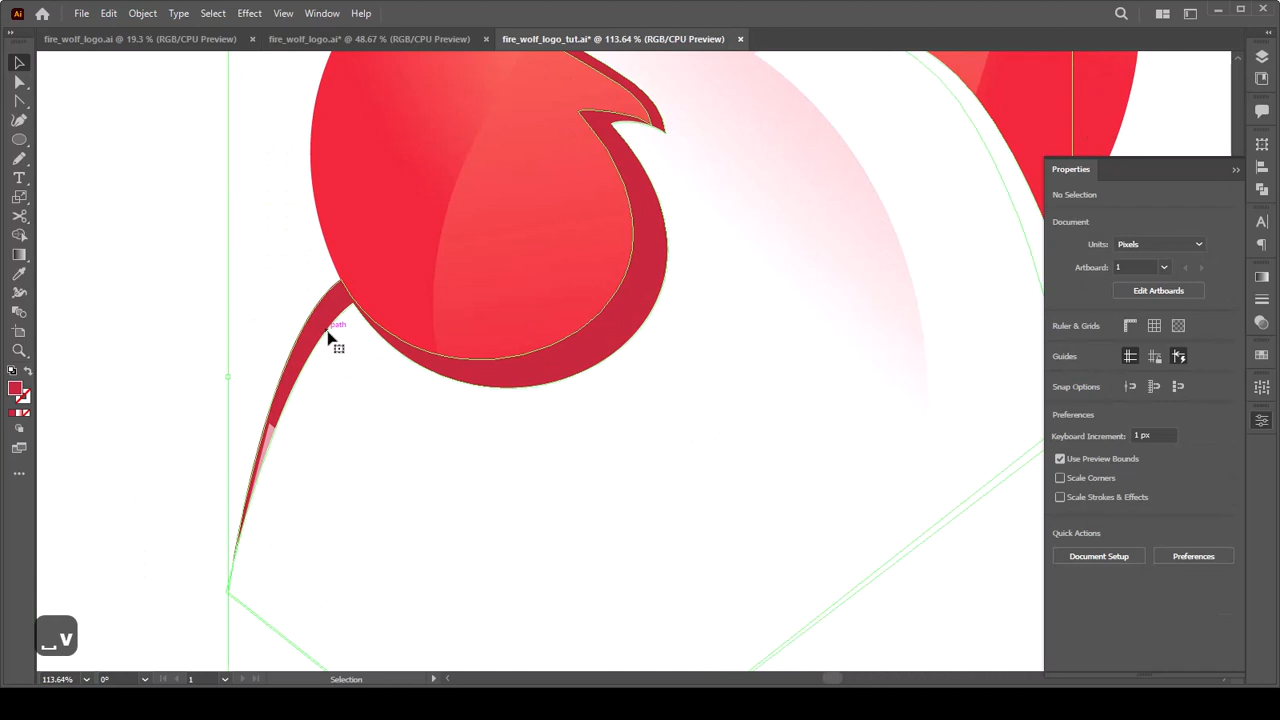 Ai File Edit Object Type Select Effect View Window Help
fire_wolf_logo.ai @ 19.3 % (RGB/CPU Preview) fire_wolf_logo.ai* @ 48.67 % (RGB/CPU Preview) fire_wolf_logo_tut.ai* @ 113.64 % (RGB/CPU Preview)
Properties
No Selection
Document
Units: Pixels
Artboard: 1
Edit Artboards
path
Ruler & Grids
Guides
Snap Options
Preferences
Keyboard Increment: 1 px
Use Preview Bounds
Scale Corners
Scale Strokes & Effects
Quick Actions
Document Setup Preferences
v
113.64% 0° 1 Selection